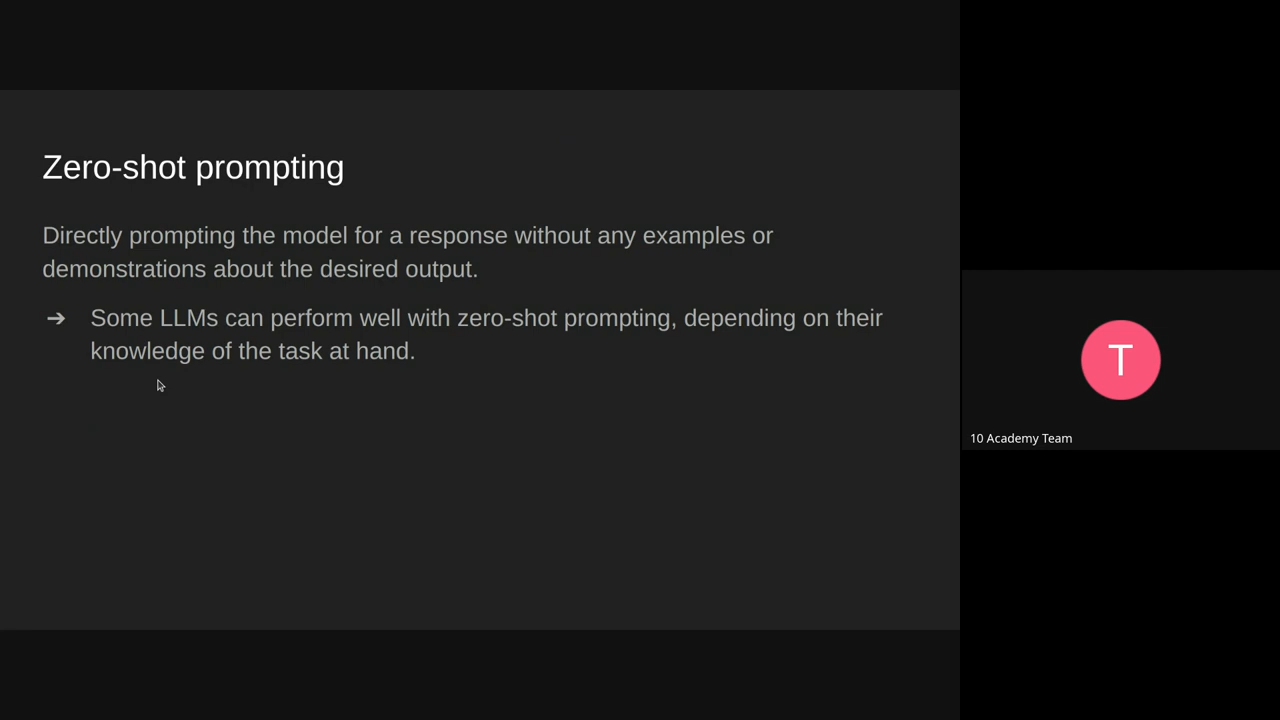 Zero-shot prompting
Directly prompting the model for a response without any examples or
demonstrations about the desired output.
➔ Some LLMs can perform well with zero-shot prompting, depending on their
knowledge of the task at hand.
T
10 Academy Team